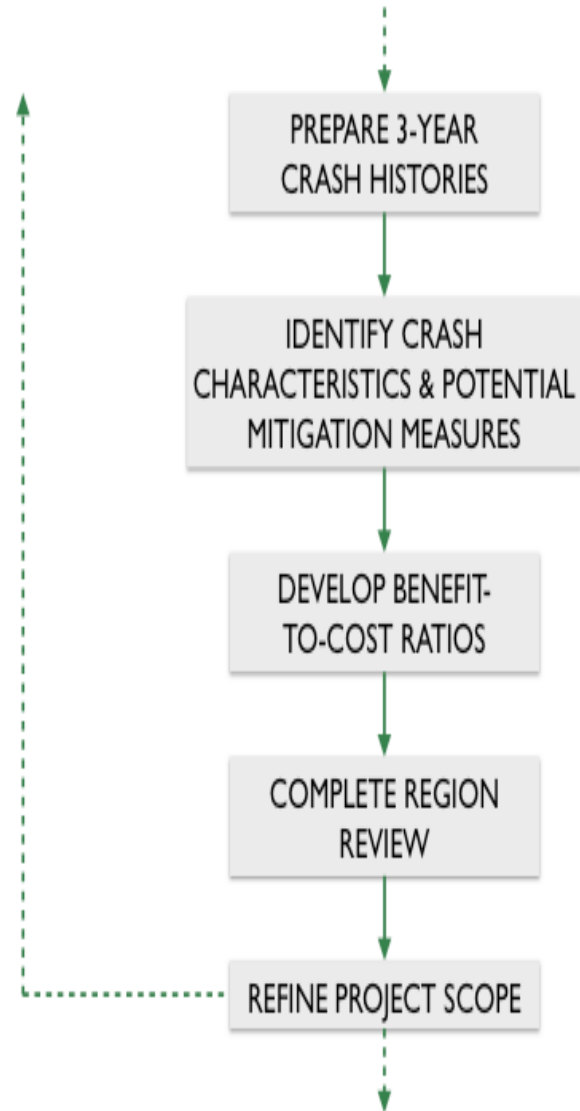 PREPARE 3-YEAR
CRASH HISTORIES
IDENTIFY CRASH
CHARACTERISTICS & POTENTIAL
MITIGATION MEASURES
DEVELOP BENEFIT-
TO-COST RATIOS
COMPLETE REGION
REVIEW
REFINE PROJECT SCOPE